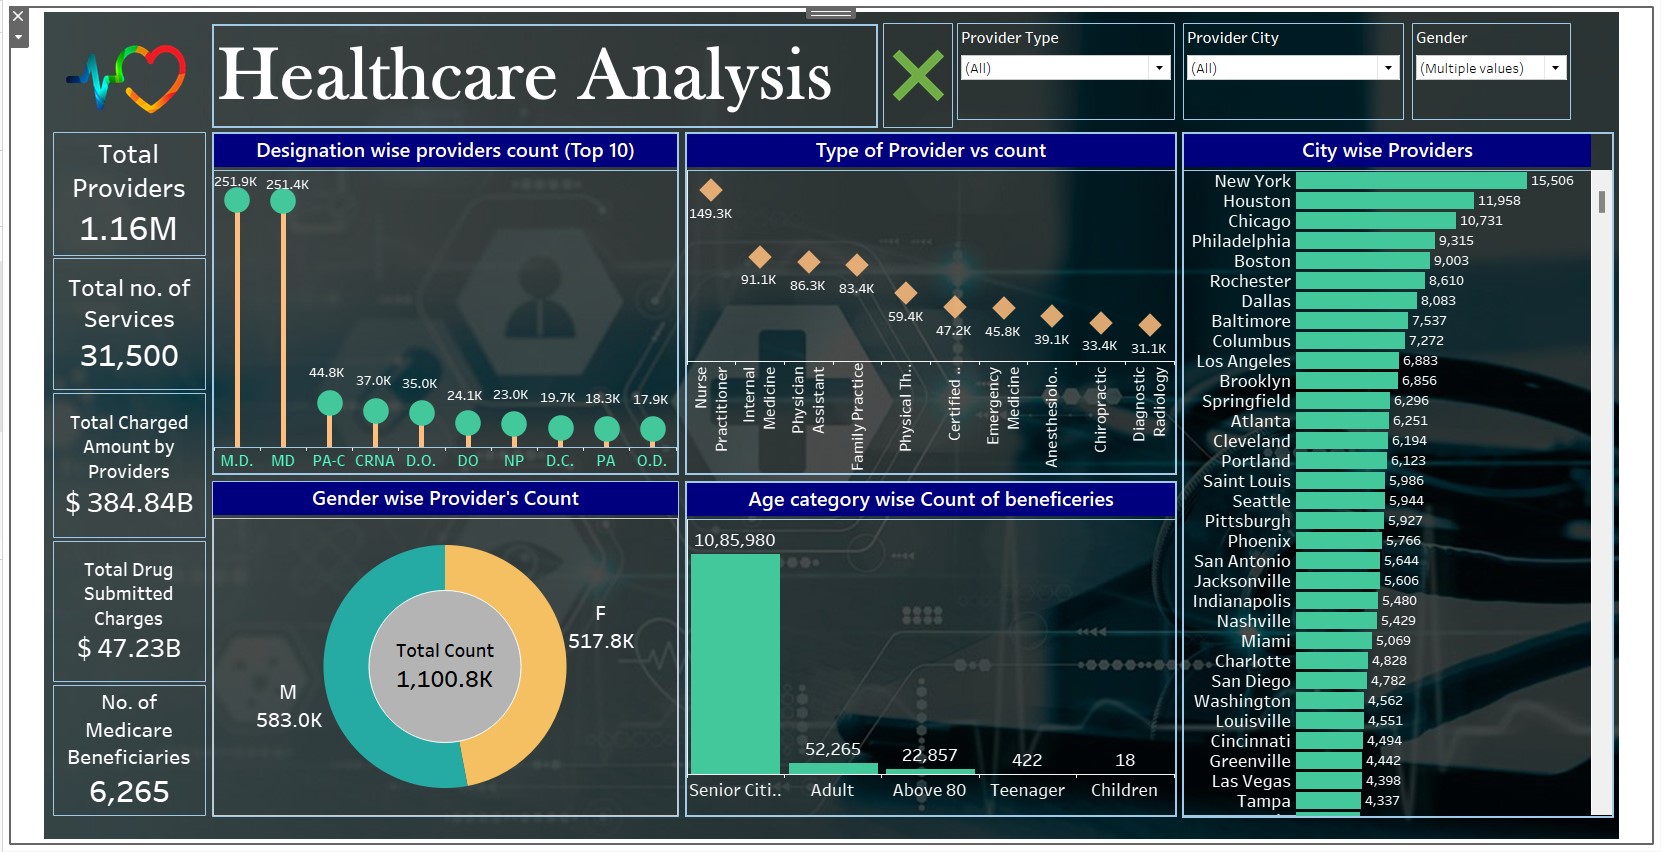 Healthcare Analysis
Provider Type
(All)
Provider City
(All)
Gender
(Multiple values)
Total
Providers
1.16M
Total no. of
Services
31,500
Total Charged
Amount by
Providers
$ 384.84B
Total Drug
Submitted
Charges
$ 47.23B
No. of
Medicare
Beneficiaries
6,265
Designation wise providers count (Top 10)
251.9K 251.4K
44.8K 37.0K 35.0K 24.1K 23.0K 19.7K 18.3K 17.9K
M.D. MD PA-C CRNA D.O. DO NP D.C. PA O.D.
Type of Provider vs count
149.3K
91.1K 86.3K 83.4K
59.4K
47.2K 45.8K 39.1K 33.4K 31.1K
Nurse
Practitioner
Internal
Medicine
Physician
Assistant
Family Practice
Physical Th..
Certified ..
Emergency
Medicine
Anesthesiolo..
Chiropractic
Diagnostic
Radiology
Gender wise Provider's Count
F
517.8K
Total Count
1,100.8K
M
583.0K
Age category wise Count of beneficeries
10,85,980
52,265 22,857 422 18
Senior Citi.. Adult Above 80 Teenager Children
City wise Providers
New York 15,506
Houston 11,958
Chicago 10,731
Philadelphia 9,315
Boston 9,003
Rochester 8,610
Dallas 8,083
Baltimore 7,537
Columbus 7,272
Los Angeles 6,883
Brooklyn 6,856
Springfield 6,296
Atlanta 6,251
Cleveland 6,194
Portland 6,123
Saint Louis 5,986
Seattle 5,944
Pittsburgh 5,927
Phoenix 5,766
San Antonio 5,644
Jacksonville 5,606
Indianapolis 5,480
Nashville 5,429
Miami 5,069
Charlotte 4,828
San Diego 4,782
Washington 4,562
Louisville 4,551
Cincinnati 4,494
Greenville 4,442
Las Vegas 4,398
Tampa 4,337